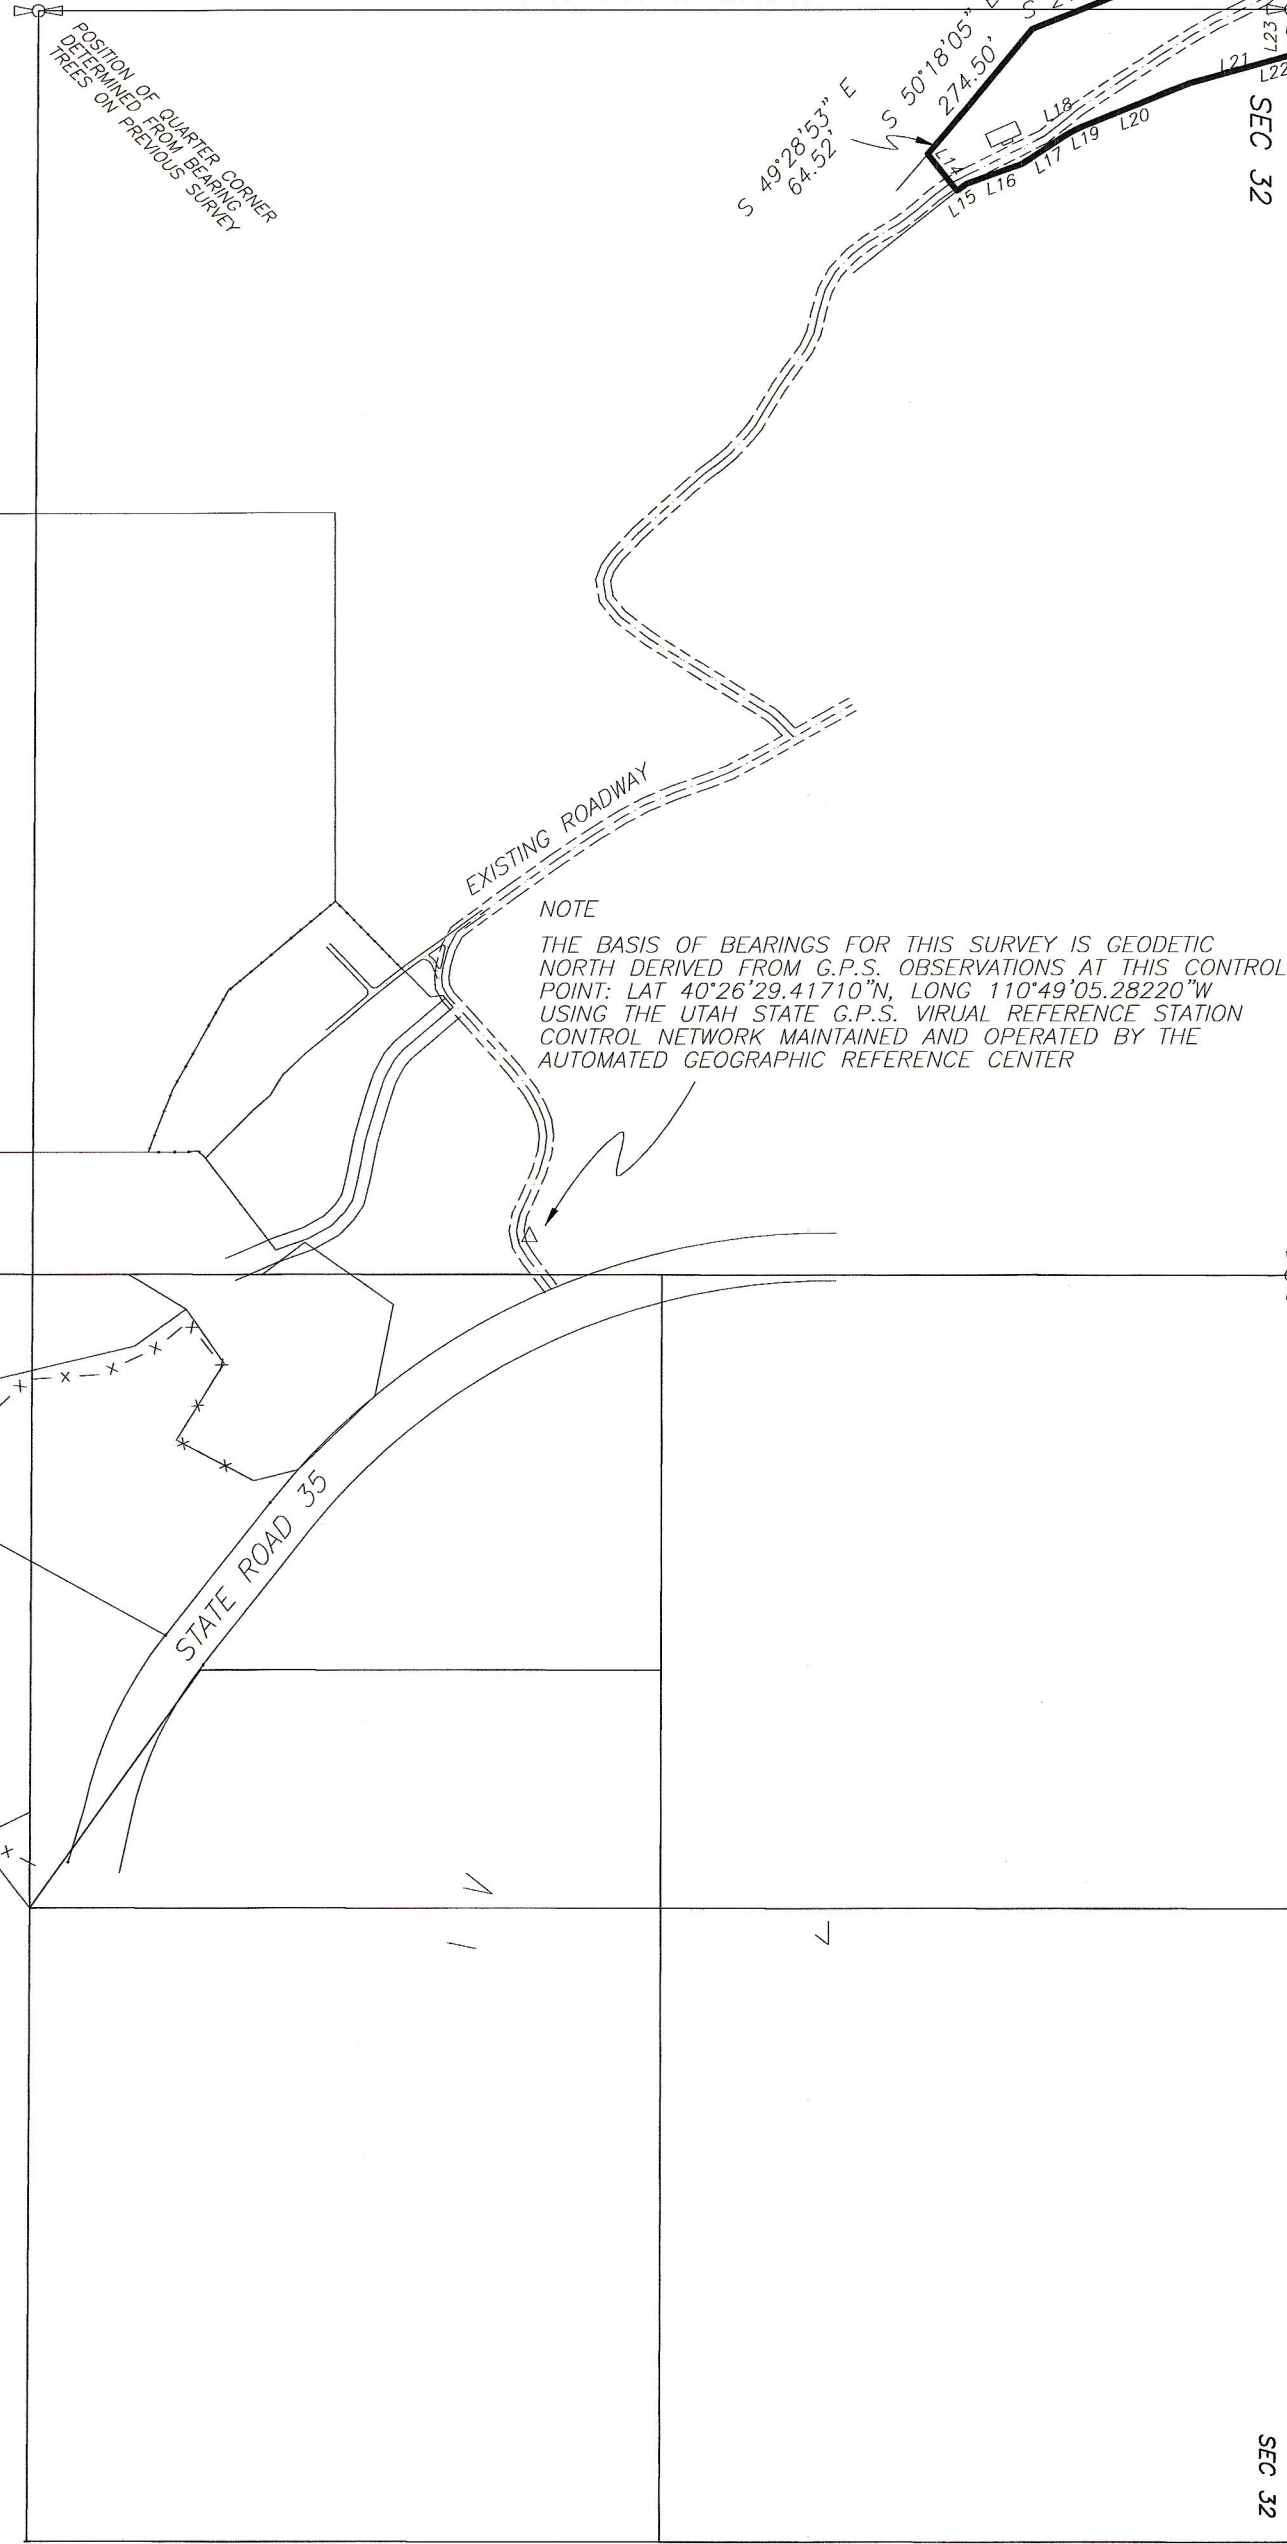 POSITION OF QUARTER CORNER
DETERMINED FROM BEARING
TREES ON PREVIOUS SURVEY
S 49°28'53" E
64.52'
S 50°18'05"
274.50'
L14
L15
L16
L17
L18
L19
L20
L21
L22
L23
SEC 32
EXISTING ROADWAY
NOTE
THE BASIS OF BEARINGS FOR THIS SURVEY IS GEODETIC
NORTH DERIVED FROM G.P.S. OBSERVATIONS AT THIS CONTROL
POINT: LAT 40°26'29.41710"N, LONG 110°49'05.28220"W
USING THE UTAH STATE G.P.S. VIRUAL REFERENCE STATION
CONTROL NETWORK MAINTAINED AND OPERATED BY THE
AUTOMATED GEOGRAPHIC REFERENCE CENTER
STATE ROAD 35
SEC 32